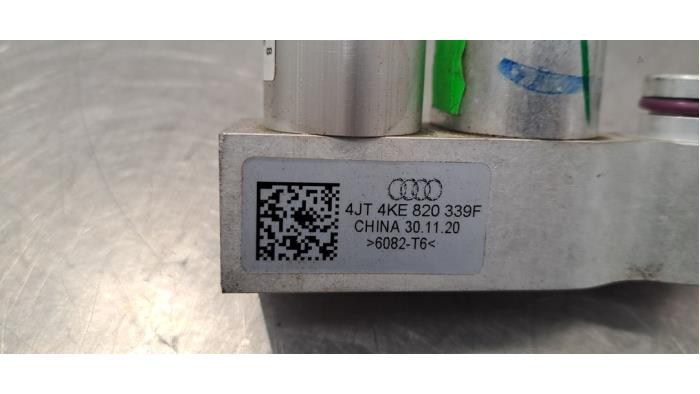 B
4JT 4KE 820 339F
CHINA 30.11.20
>6082-T6<